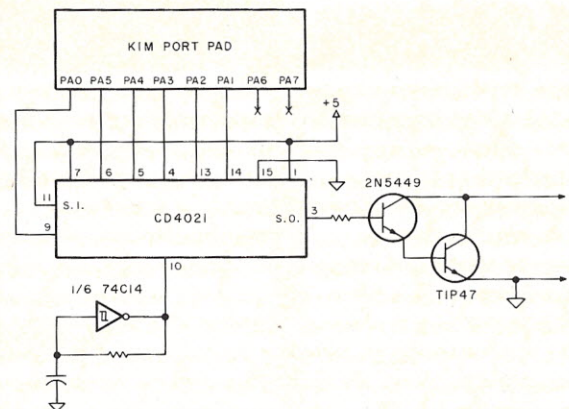 KIM PORT PAD
PA0 PA5 PA4 PA3 PA2 PA1 PA6 PA7
+5
7 6 5 4 13 14 15 1
2N5449
11 S.I.
CD4021
S.O. 3
9
10
TIP47
1/6 74C14